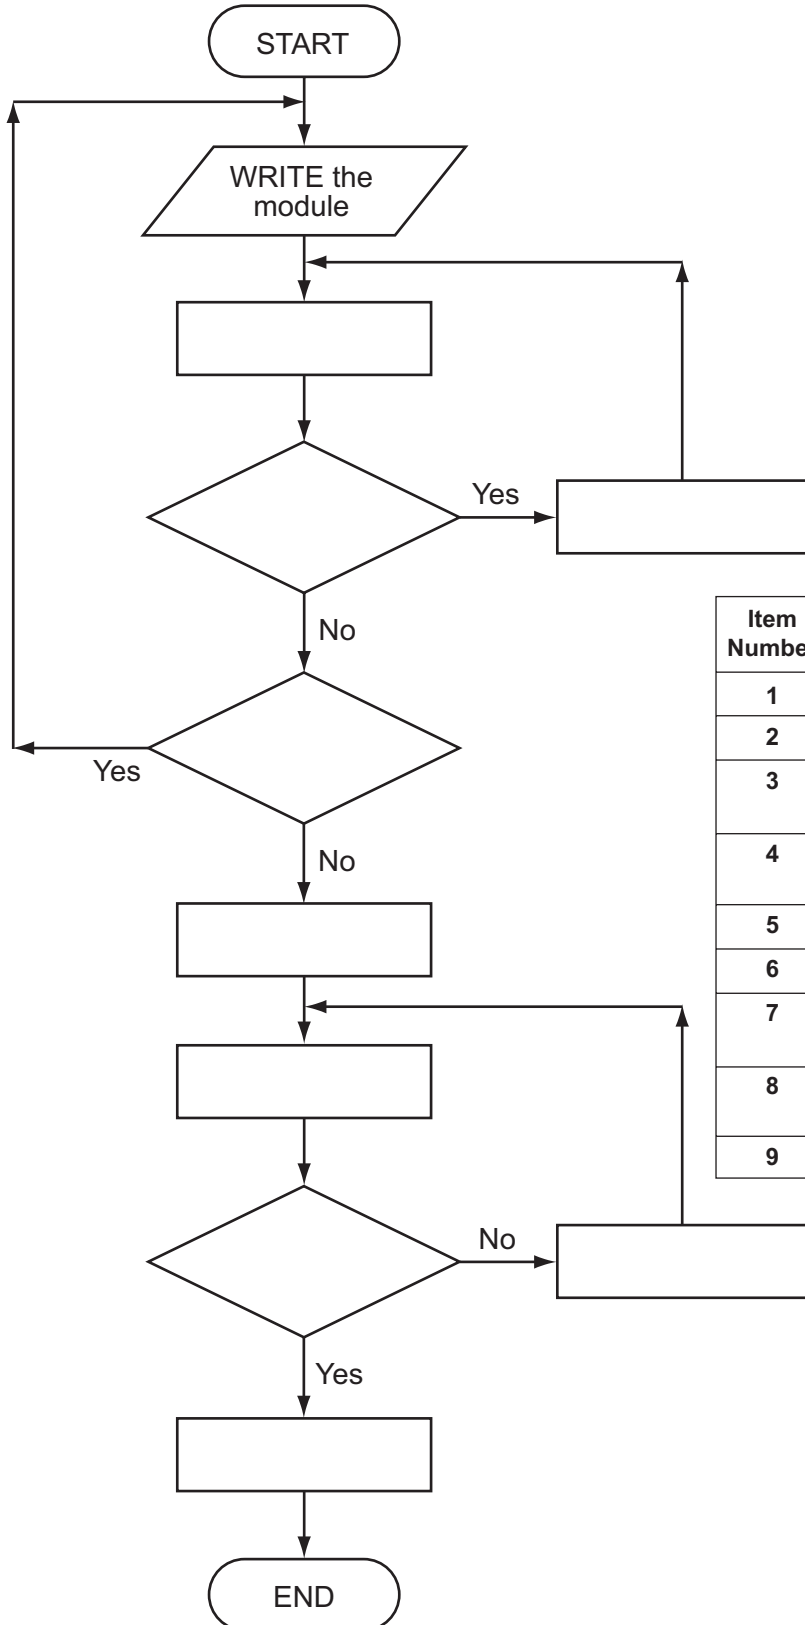 START
WRITE the
module
Yes
No
Yes
No
No
Yes
END
Item
Numbe
1
2
3
4
5
6
7
8
9